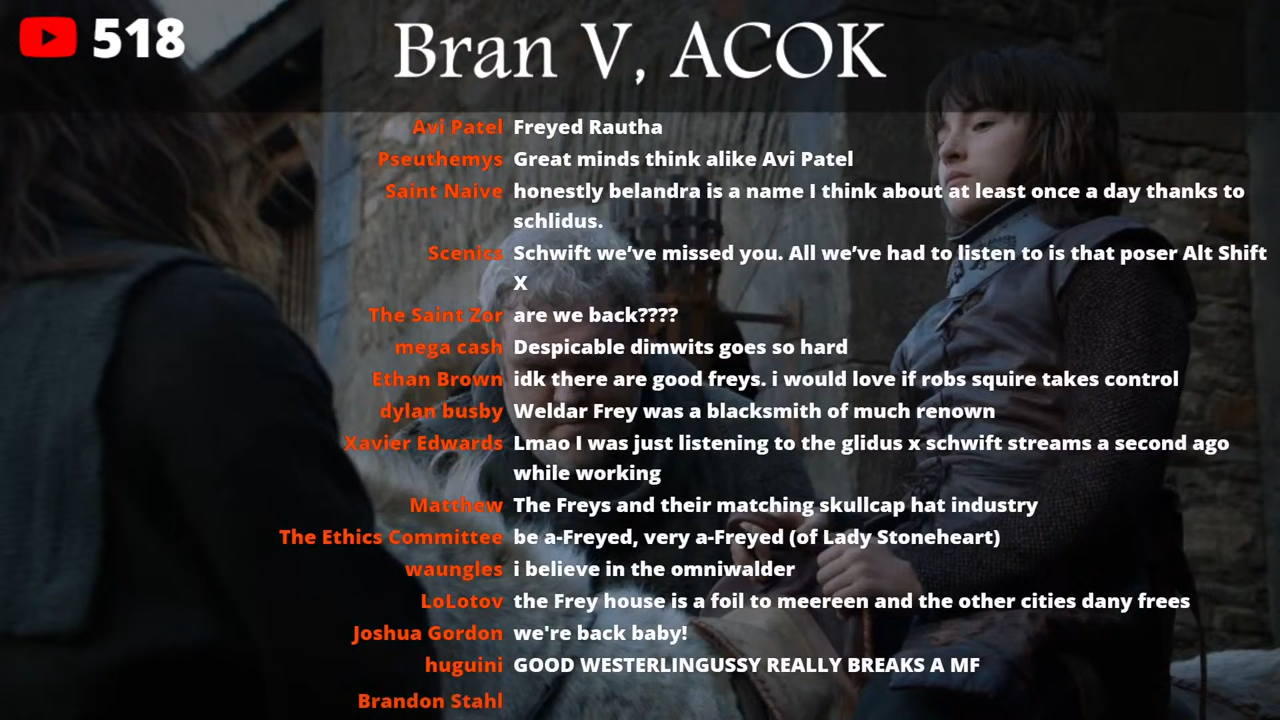 518
Bran V, ACOK
Avi Patel Freyed Rautha
Pseuthemys Great minds think alike Avi Patel
Saint Naive honestly belandra is a name I think about at least once a day thanks to
schlidus.
Scenics Schwift we’ve missed you. All we’ve had to listen to is that poser Alt Shift
X
The Saint Zor are we back????
mega cash Despicable dimwits goes so hard
Ethan Brown idk there are good freys. i would love if robs squire takes control
dylan busby Weldar Frey was a blacksmith of much renown
Xavier Edwards Lmao I was just listening to the glidus x schwift streams a second ago
while working
Matthew The Freys and their matching skullcap hat industry
The Ethics Committee be a-Freyed, very a-Freyed (of Lady Stoneheart)
waungles i believe in the omniwalder
LoLotov the Frey house is a foil to meereen and the other cities dany frees
Joshua Gordon we're back baby!
huguini GOOD WESTERLINGUSSY REALLY BREAKS A MF
Brandon Stahl